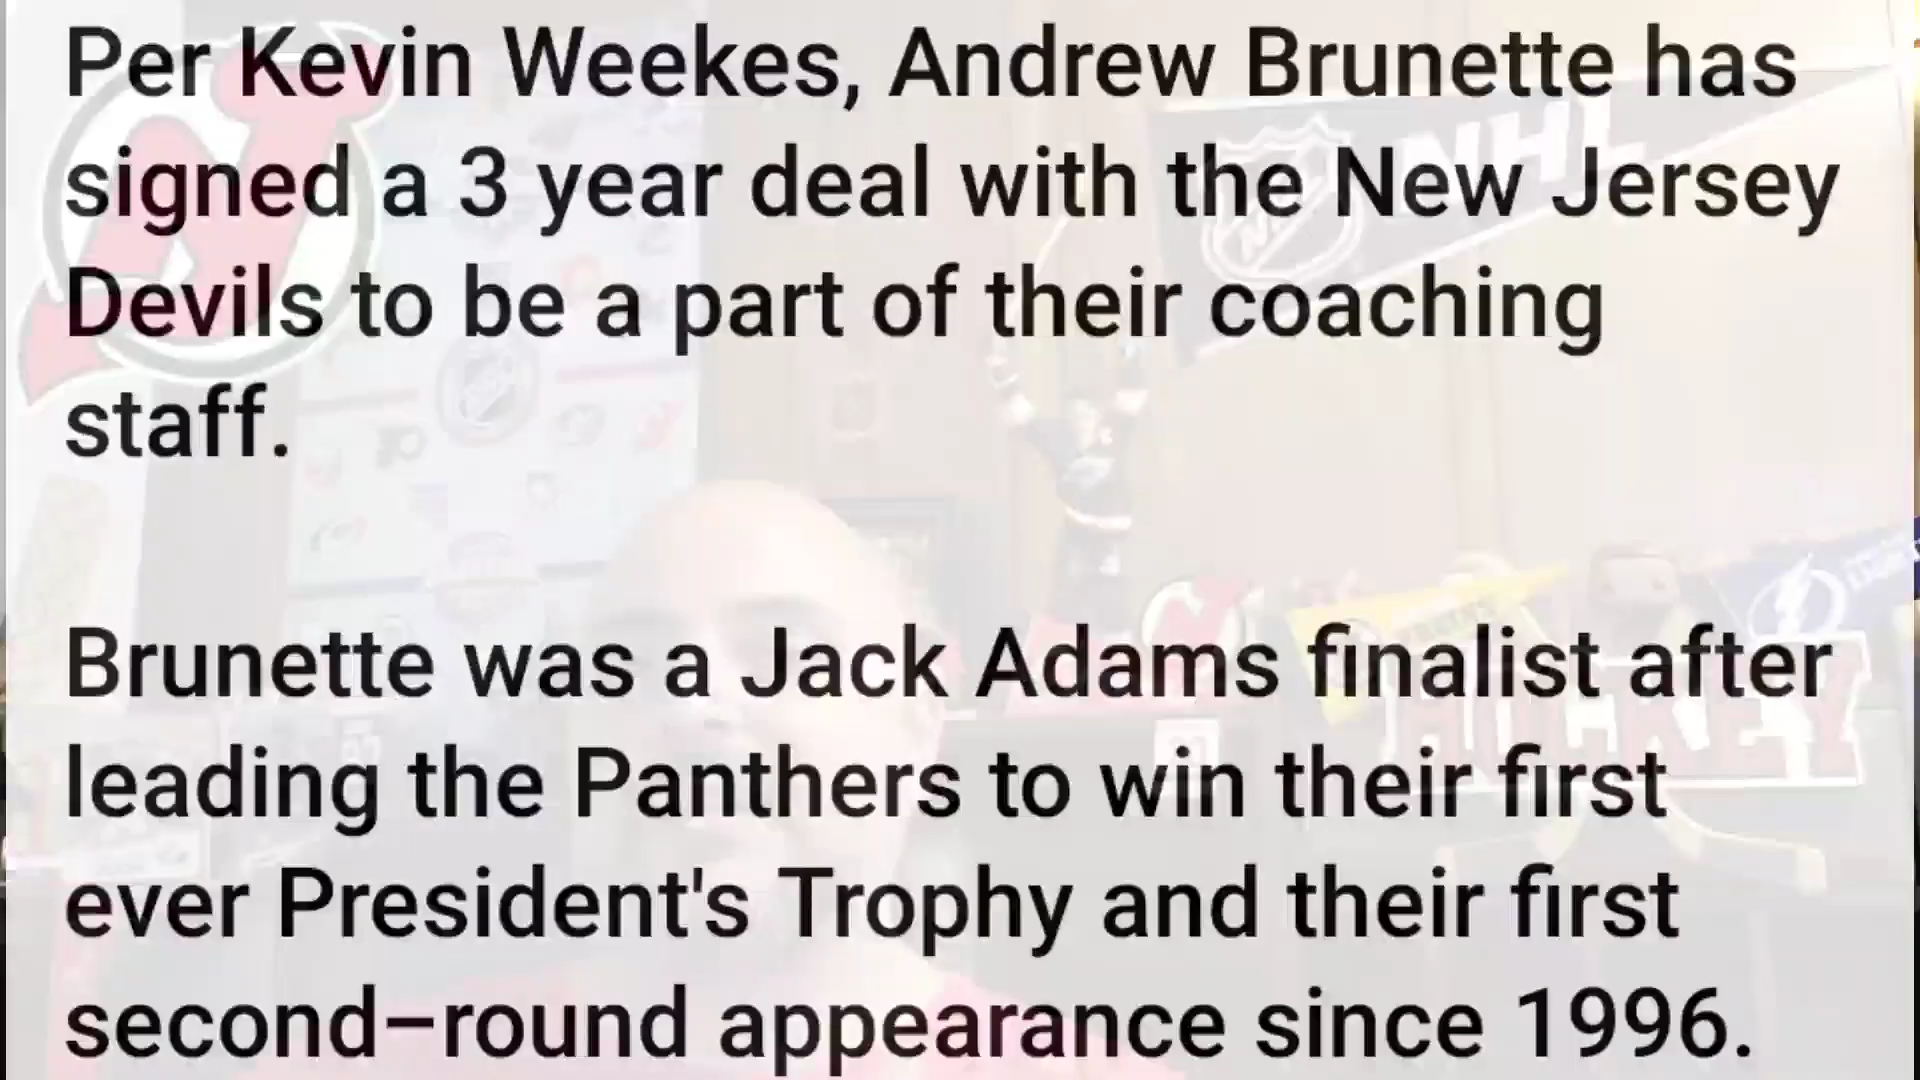 Per Kevin Weekes, Andrew Brunette has
signed a 3 year deal with the New Jersey
Devils to be a part of their coaching
staff.
Brunette was a Jack Adams finalist after
leading the Panthers to win their first
ever President's Trophy and their first
second–round appearance since 1996.
NHL
HOCKEY